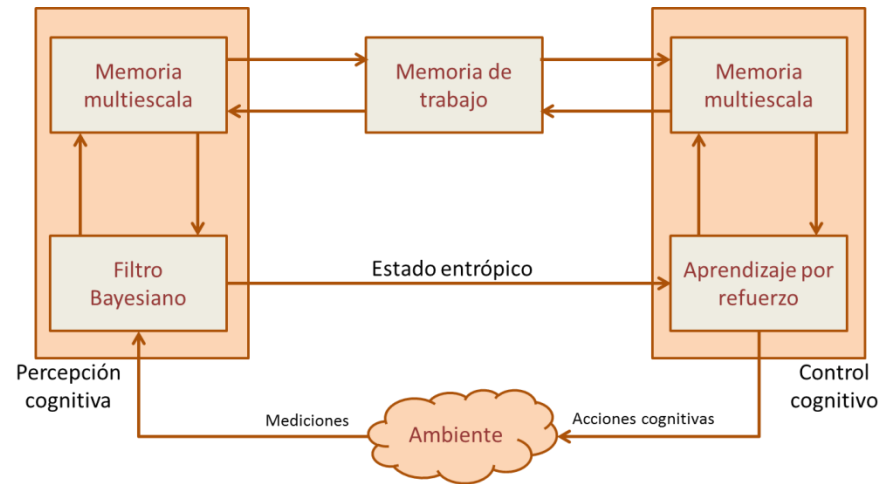 Memoria
multiescala
Memoria de
trabajo
Memoria
multiescala
Filtro
Bayesiano
Estado entrópico
Aprendizaje por
refuerzo
Percepción
cognitiva
Control
cognitivo
Mediciones
Ambiente
Acciones cognitivas